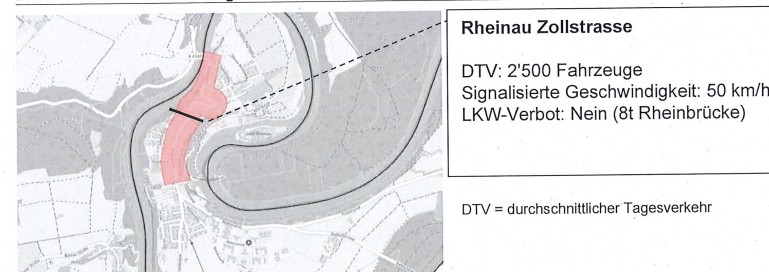 Rheinau Zollstrasse
DTV: 2'500 Fahrzeuge
Signalisierte Geschwindigkeit: 50 km/h
LKW-Verbot: Nein (8t Rheinbrücke)
DTV = durchschnittlicher Tagesverkehr